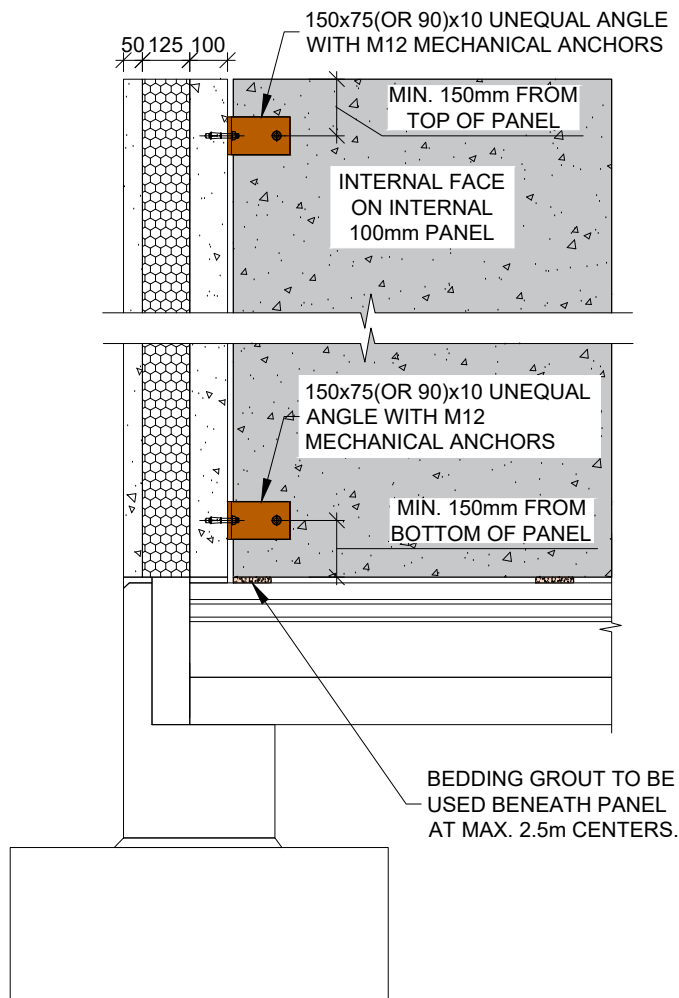 150x75(OR 90)x10 UNEQUAL ANGLE
WITH M12 MECHANICAL ANCHORS
50 125 100
MIN. 150mm FROM
TOP OF PANEL
INTERNAL FACE
ON INTERNAL
100mm PANEL
150x75(OR 90)x10 UNEQUAL
ANGLE WITH M12
MECHANICAL ANCHORS
MIN. 150mm FROM
BOTTOM OF PANEL
BEDDING GROUT TO BE
USED BENEATH PANEL
AT MAX. 2.5m CENTERS.